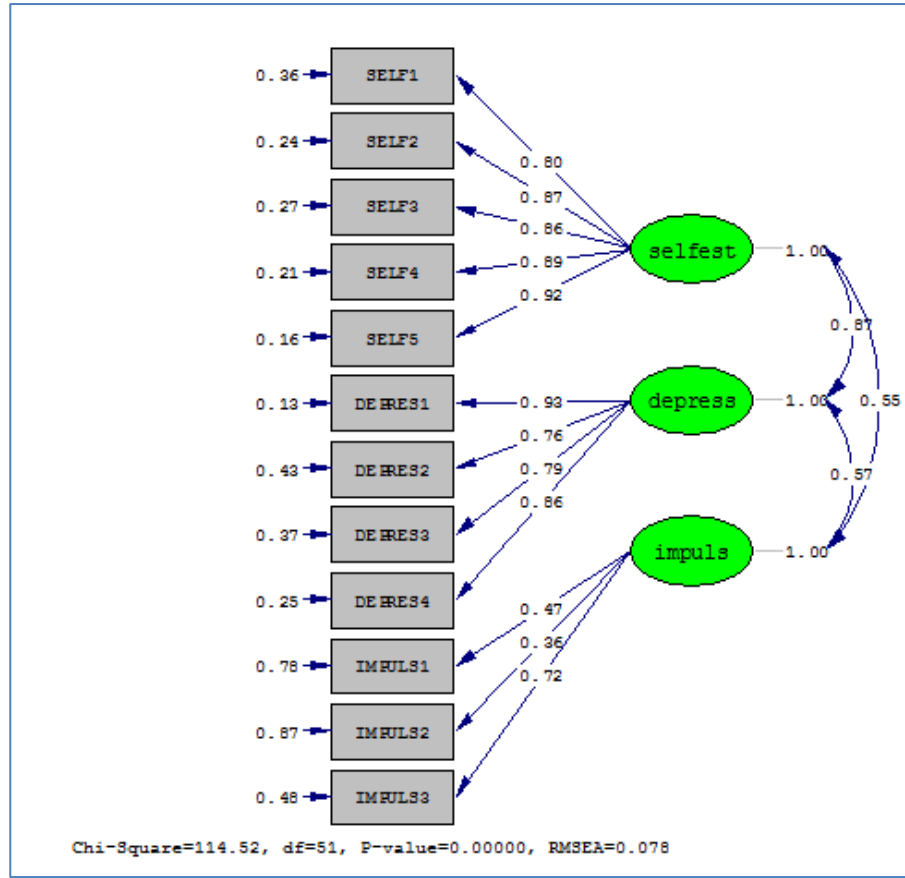 0.36 SELF1
0.24 SELF2
0.27 SELF3
0.21 SELF4
0.16 SELF5
0.13 DEPRES1
0.43 DEPRES2
0.37 DEPRES3
0.25 DEPRES4
0.78 IMPULS1
0.87 IMPULS2
0.48 IMPULS3
0.80
0.87
0.86
0.89
0.92
0.93
0.76
0.79
0.86
0.47
0.36
0.72
selfest 1.00
depress 1.00
impuls 1.00
0.87
0.55
0.57
Chi-Square=114.52, df=51, P-value=0.00000, RMSEA=0.078